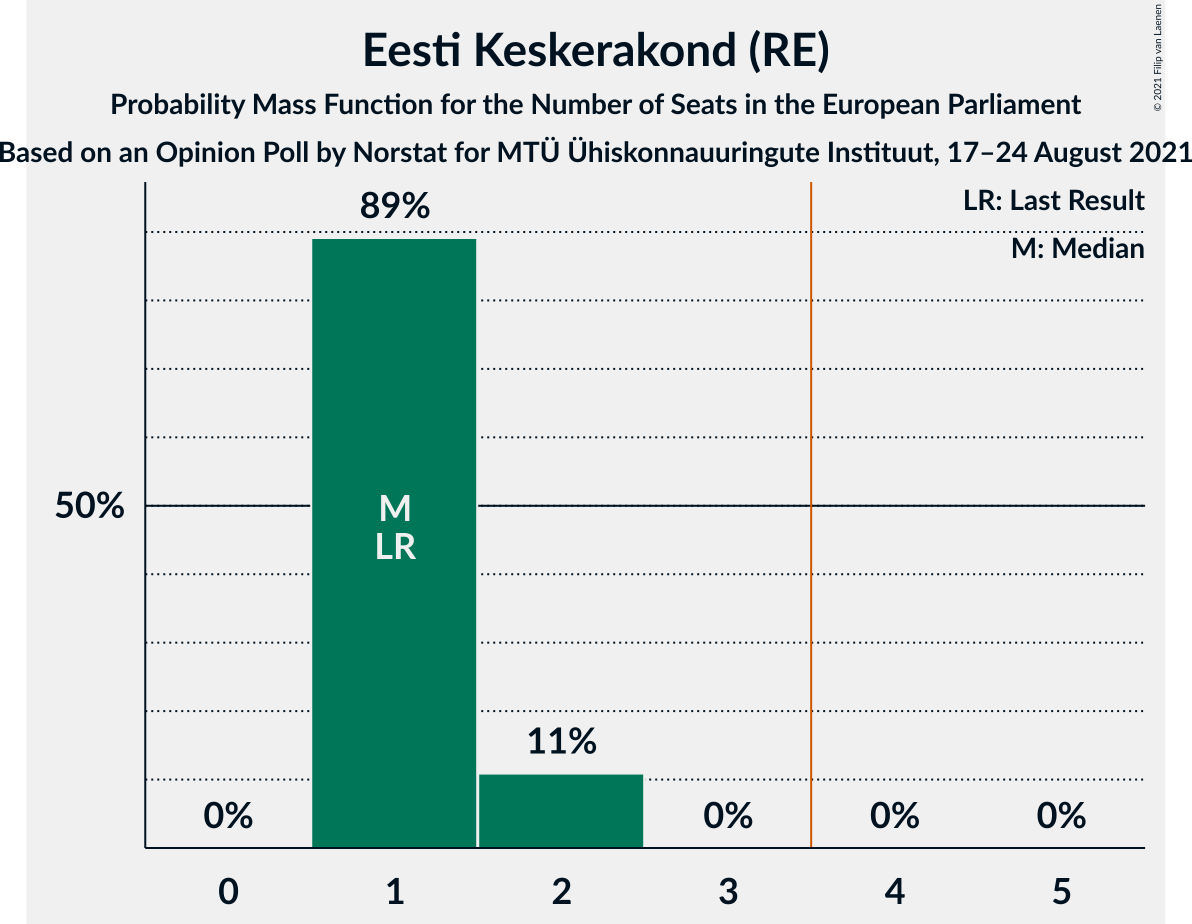 Eesti Keskerakond (RE)
Probability Mass Function for the Number of Seats in the European Parliament
Based on an Opinion Poll by Norstat for MTÜ Ühiskonnauuringute Instituut, 17–24 August 2021
© 2021 Filip van Laenen
LR: Last Result
M: Median
89%
50%
M
LR
11%
0%
0%
0%
0%
0 1 2 3 4 5